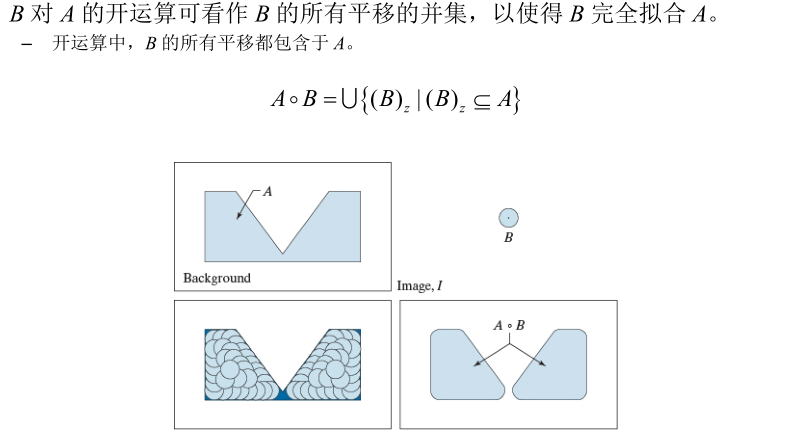 B 对 A 的开运算可看作 B 的所有平移的并集，以使得 B 完全拟合 A。
– 开运算中，B 的所有平移都包含于 A。
A∘B = ∪{(B)z | (B)z ⊆ A}
A
B
Background
Image, I
A ∘ B